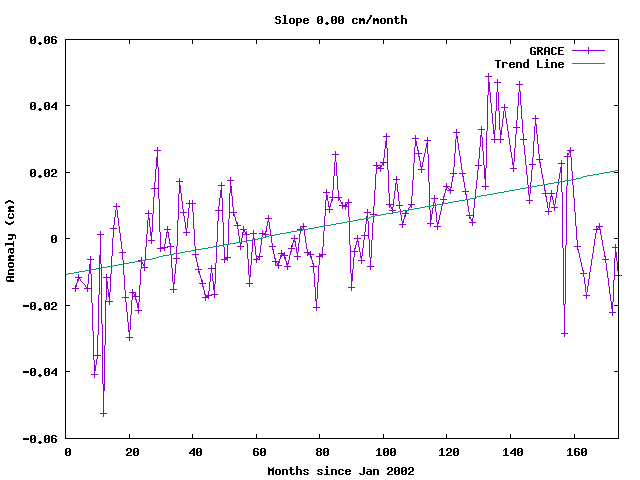 Slope 0.00 cm/month
GRACE
Trend Line
0.06
0.04
0.02
0
-0.02
-0.04
-0.06
Anomaly (cm)
0 20 40 60 80 100 120 140 160
Months since Jan 2002